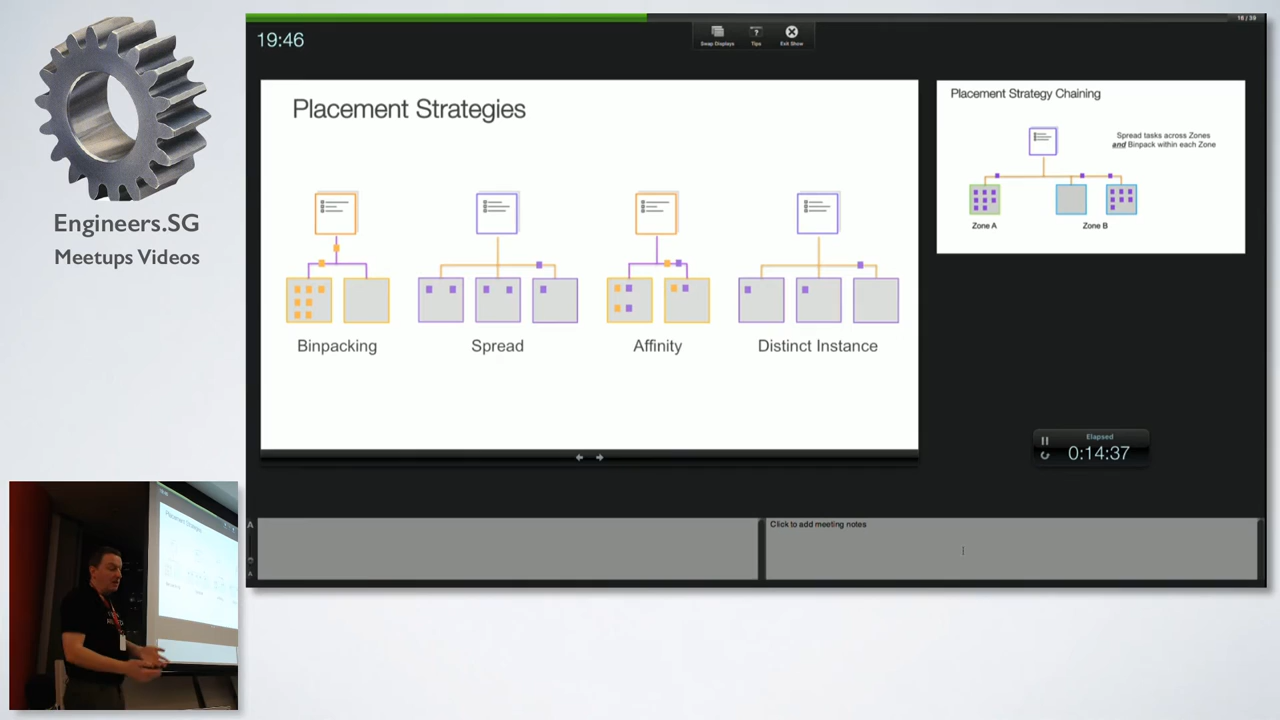 Engineers.SG
Meetups Videos
19:46
Swap Displays
Tips
Exit Show
Placement Strategies
Binpacking
Spread
Affinity
Distinct Instance
Placement Strategy Chaining
Spread tasks across Zones
and Binpack within each Zone
Zone A
Zone B
Elapsed
0:14:37
A
A
Click to add meeting notes
Placement Strategies